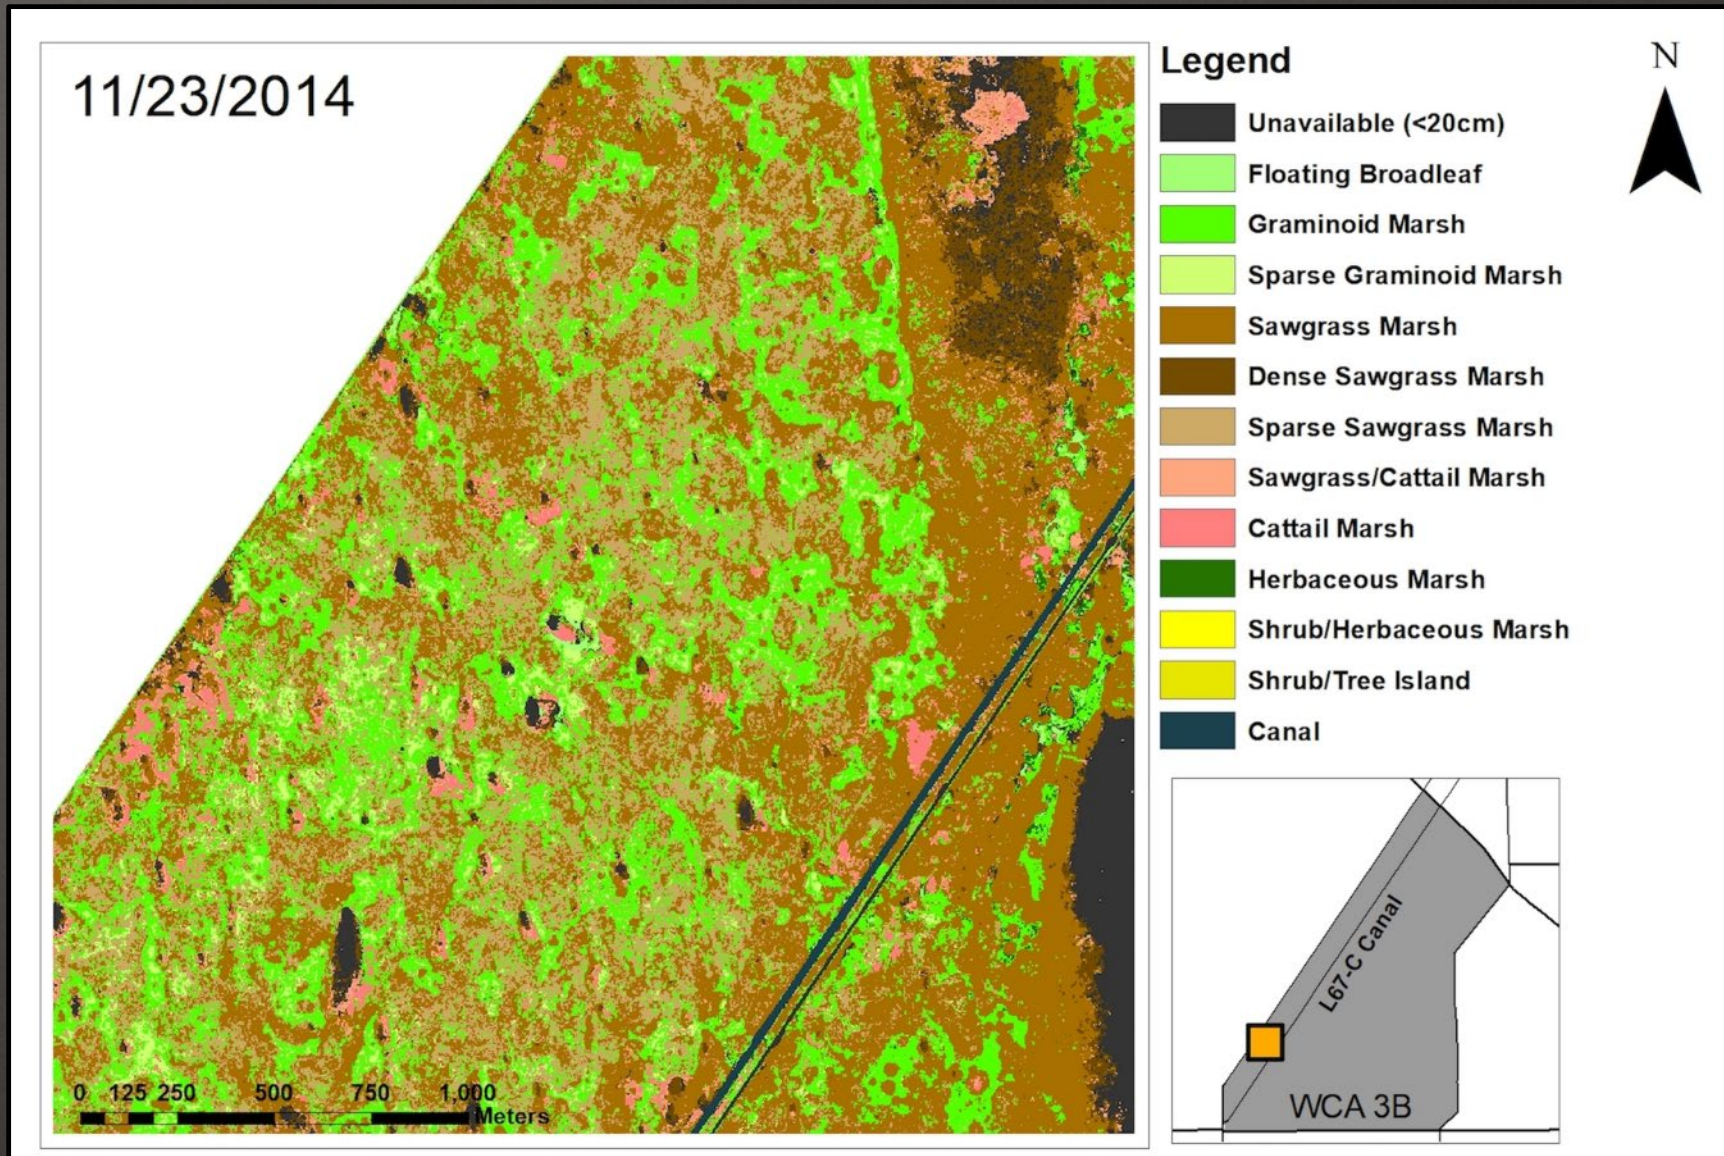 11/23/2014
Legend
N
Unavailable (<20cm)
Floating Broadleaf
Graminoid Marsh
Sparse Graminoid Marsh
Sawgrass Marsh
Dense Sawgrass Marsh
Sparse Sawgrass Marsh
Sawgrass/Cattail Marsh
Cattail Marsh
Herbaceous Marsh
Shrub/Herbaceous Marsh
Shrub/Tree Island
Canal
L67-C Canal
WCA 3B
0 125 250 500 750 1,000
Meters